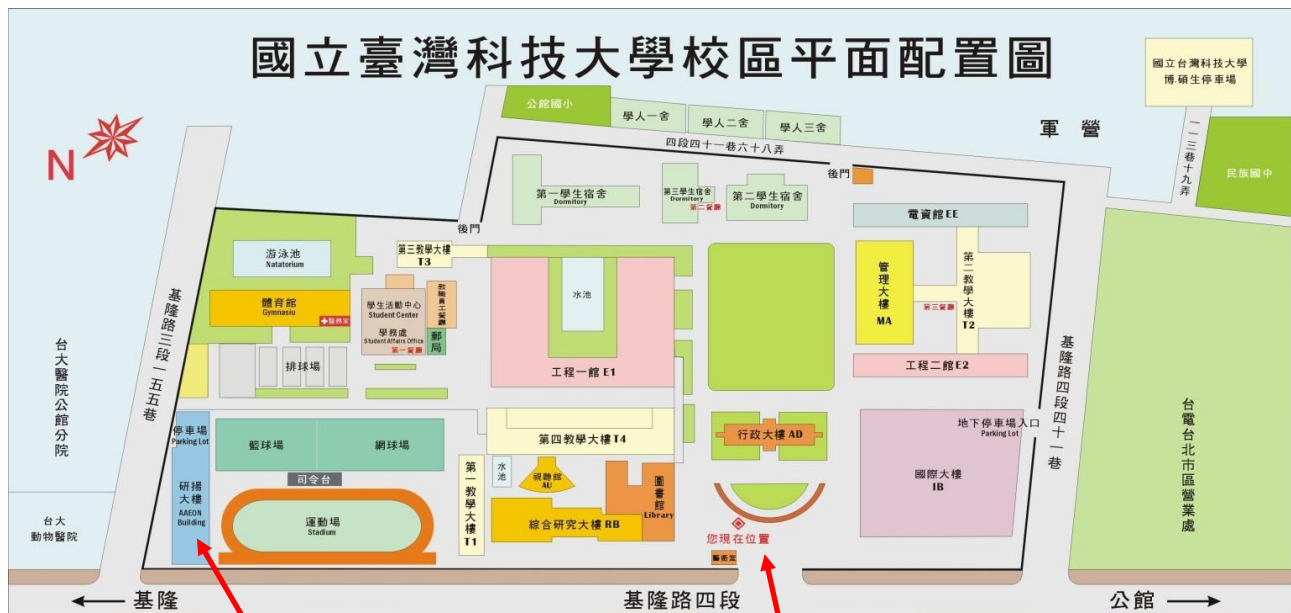 國立臺灣科技大學校區平面配置圖
國立台灣科技大學
博.碩生停車場
N
公館國小
學人一舍
學人二舍
學人三舍
軍 營
一一三巷十九弄
民族國中
四段四十一巷六十八弄
後門
第一學生宿舍
Dormitory
第三學生宿舍
Dormitory
第二餐廳
第二學生宿舍
Dormitory
電資館EE
後門
游泳池
Natatorium
第三教學大樓
T3
水池
管理大樓
MA
第二教學大樓
T2
第三餐廳
體育館
Gymnasiu
醫務室
學生活動中心
Student Center
教職員工餐廳
學務處
Student Affairs Office
第一餐廳
郵局
基隆路三段一五五巷
台大醫院公館分院
排球場
工程一館 E1
工程二館 E2
基隆路四段四十一巷
台電台北市區營業處
停車場
Parking Lot
籃球場
網球場
第四教學大樓T4
行政大樓 AD
地下停車場入口
Parking Lot
國際大樓
IB
司令台
研揚大樓
AAEON
Building
第一教學大樓
T1
水池
視聽館
AU
圖書館
Library
運動場
Stadium
綜合研究大樓 RB
您現在位置
台大
動物醫院
基隆
基隆路四段
公館